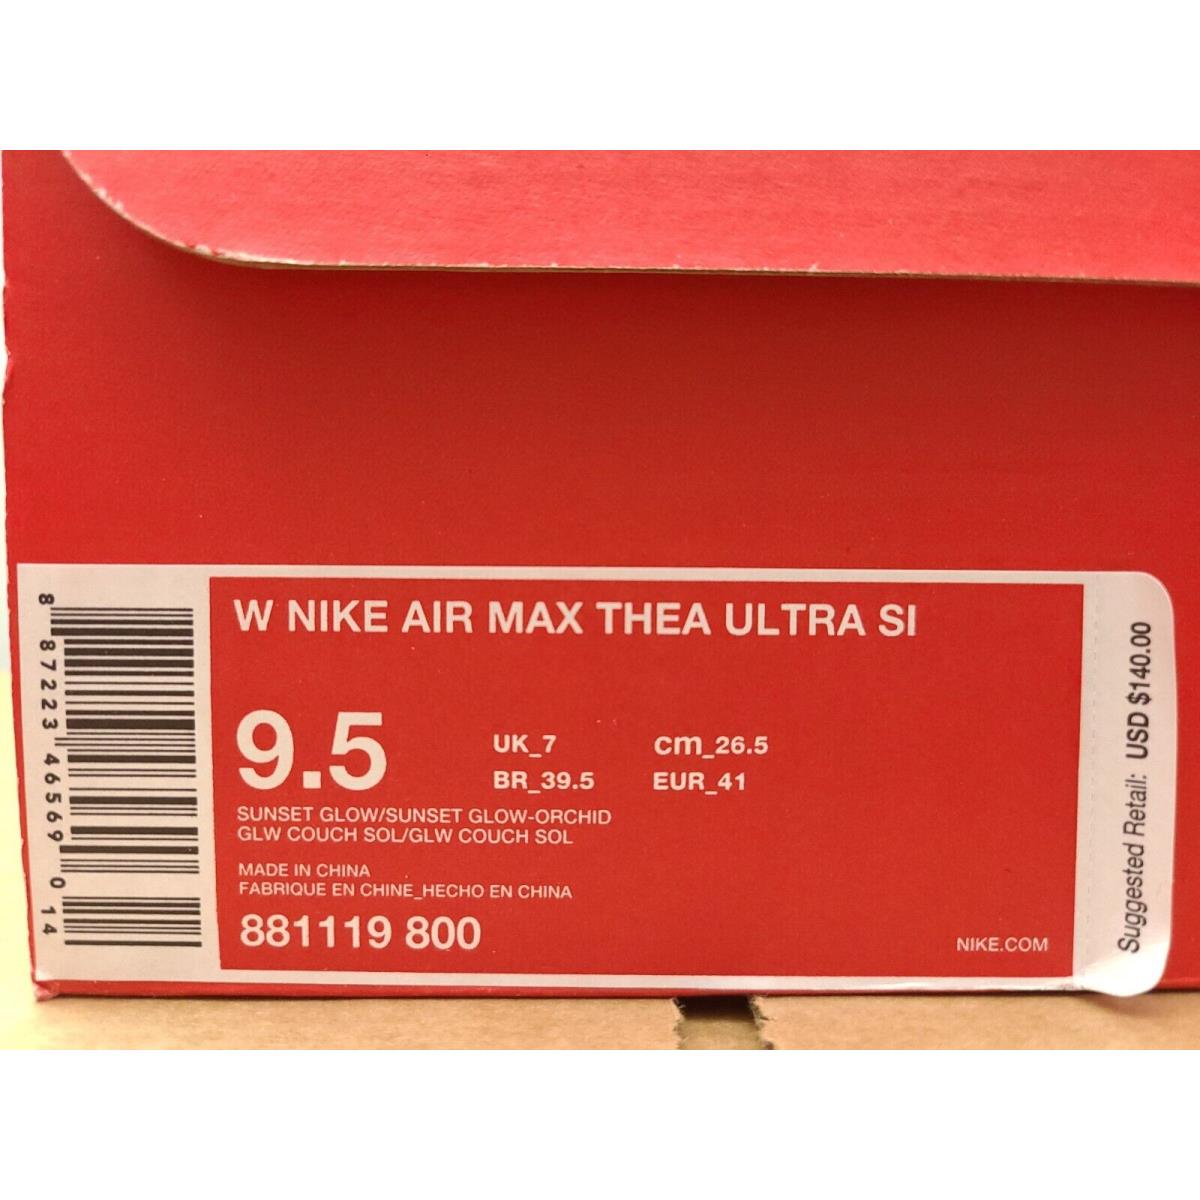 W NIKE AIR MAX THEA ULTRA SI
9.5
UK_7 cm_26.5
BR_39.5 EUR_41
SUNSET GLOW/SUNSET GLOW-ORCHID
GLW COUCH SOL/GLW COUCH SOL
MADE IN CHINA
FABRIQUE EN CHINE_HECHO EN CHINA
881119 800
NIKE.COM
8 87223 46569 0 14
Suggested Retail: USD $140.00